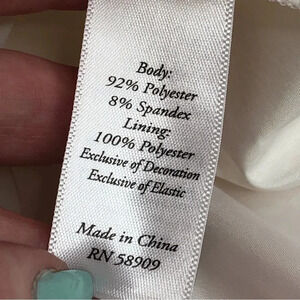 Body:
92% Polyester
8% Spandex
Lining:
100% Polyester
Exclusive of Decoration
Exclusive of Elastic
Made in China
RN 58909